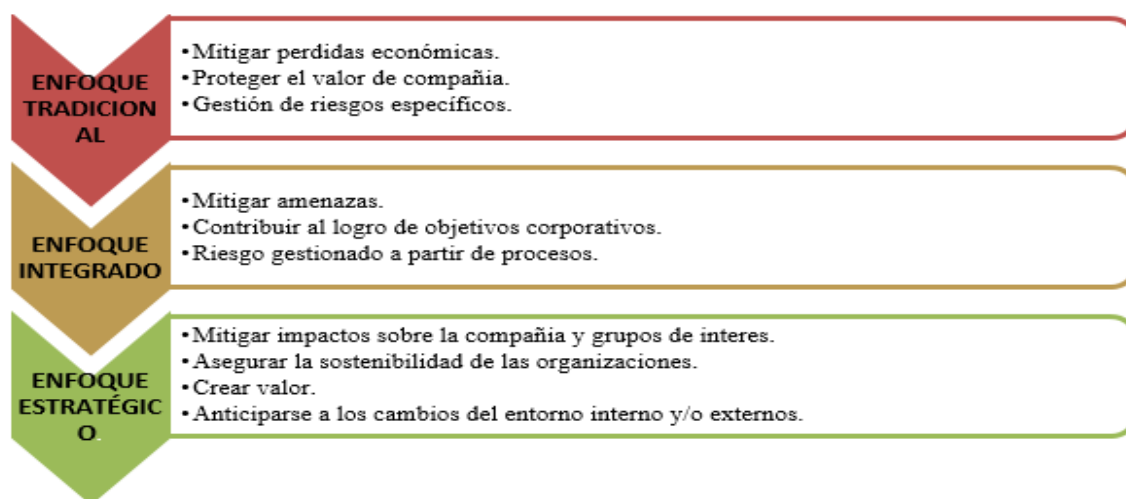 ENFOQUE
TRADICION
AL
•Mitigar perdidas económicas.
•Proteger el valor de compañia.
•Gestión de riesgos específicos.
ENFOQUE
INTEGRADO
•Mitigar amenazas.
•Contribuir al logro de objetivos corporativos.
•Riesgo gestionado a partir de procesos.
ENFOQUE
ESTRATÉGIC
O.
•Mitigar impactos sobre la compañia y grupos de interes.
•Asegurar la sostenibilidad de las organizaciones.
•Crear valor.
•Anticiparse a los cambios del entorno interno y/o externos.